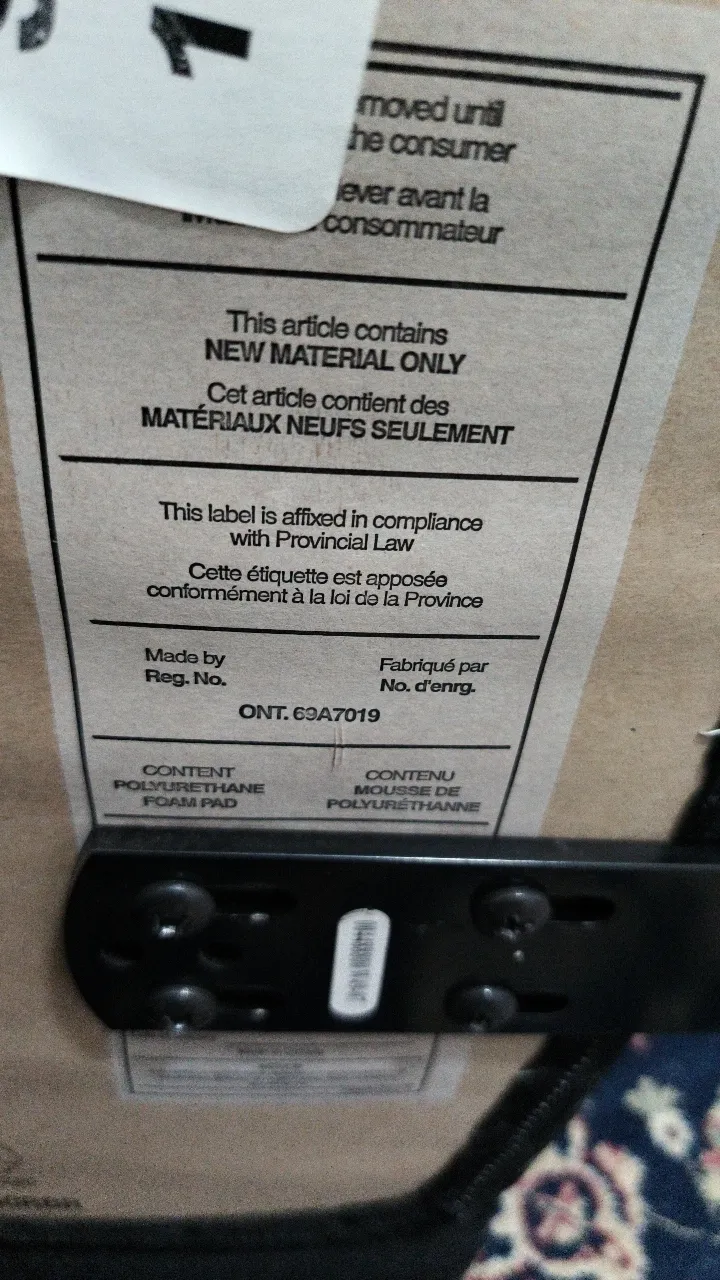 moved until
he consumer
ever avant la
consommateur
This article contains
NEW MATERIAL ONLY
Cet article contient des
MATÉRIAUX NEUFS SEULEMENT
This label is affixed in compliance
with Provincial Law
Cette étiquette est apposée
conformément à la loi de la Province
Made by
Reg. No.
Fabriqué par
No. d'enrg.
ONT. 69A7019
CONTENT
POLYURETHANE
FOAM PAD
CONTENU
MOUSSE DE
POLYURÉTHANNE